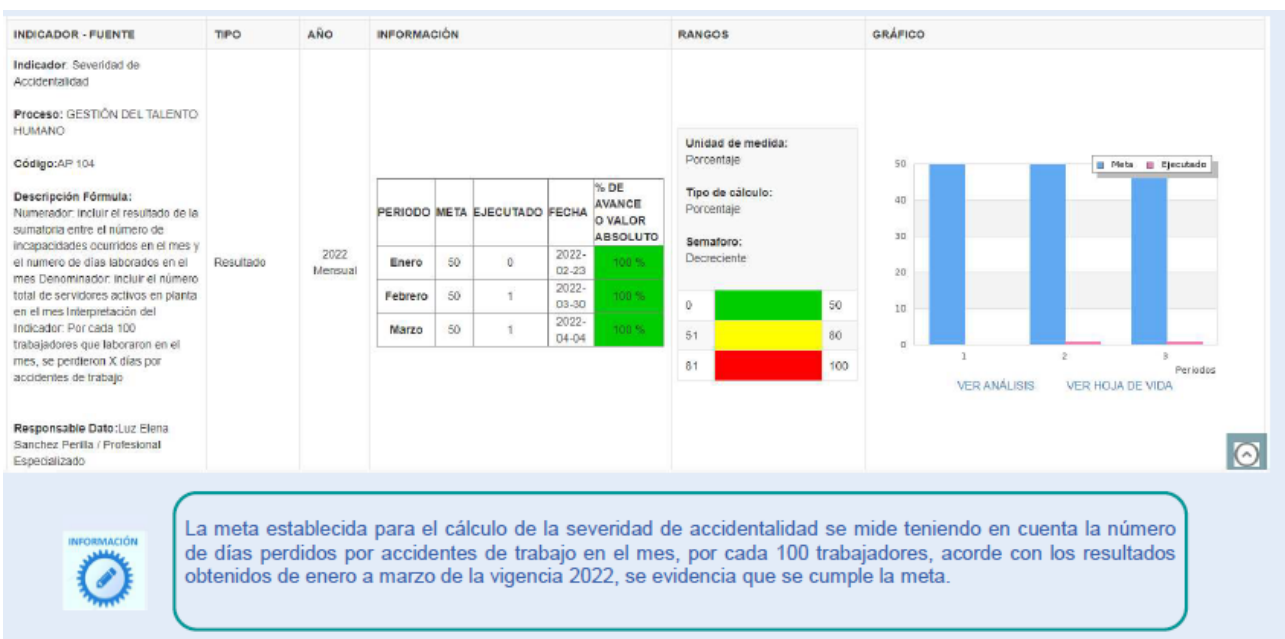 INDICADOR - FUENTE TIPO AÑO INFORMACIÓN RANGOS GRÁFICO
Indicador: Severidad de
Accidentalidad
Proceso: GESTIÓN DEL TALENTO
HUMANO
Código:AP 104
Descripción Fórmula:
Numerador: incluir el resultado de la
sumatoria entre el número de
incapacidades ocurridos en el mes y
el numero de días laborados en el
mes Denominador: incluir el número
total de servidores activos en planta
en el mes Interpretación del
Indicador: Por cada 100
trabajadores que laboraron en el
mes, se perdieron X días por
accidentes de trabajo
Responsable Dato:Luz Elena
Sanchez Perilla / Profesional
Especializado
Resultado
2022
Mensual
PERIODO META EJECUTADO FECHA % DE AVANCE O VALOR ABSOLUTO
Enero 50 0 2022-02-23 100 %
Febrero 50 1 2022-03-30 100 %
Marzo 50 1 2022-04-04 100 %
Unidad de medida:
Porcentaje
Tipo de cálculo:
Porcentaje
Semaforo:
Decreciente
0 50
51 80
81 100
Meta Ejecutado
50
40
30
20
10
0
1 2 3
Periodos
VER ANÁLISIS VER HOJA DE VIDA
INFORMACIÓN
La meta establecida para el cálculo de la severidad de accidentalidad se mide teniendo en cuenta la número
de días perdidos por accidentes de trabajo en el mes, por cada 100 trabajadores, acorde con los resultados
obtenidos de enero a marzo de la vigencia 2022, se evidencia que se cumple la meta.